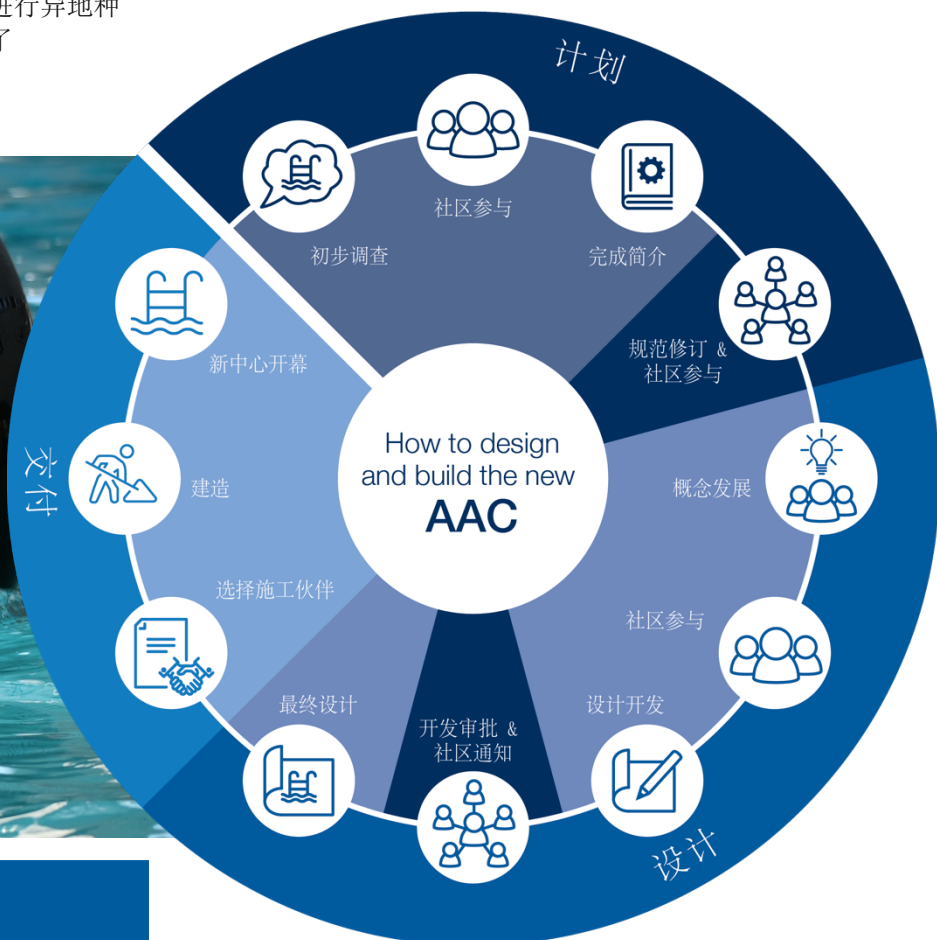 进行异地种
了
计划
初步调查
社区参与
完成简介
规范修订 &
社区参与
概念发展
社区参与
设计开发
设计
开发审批 &
社区通知
最终设计
选择施工伙伴
建造
新中心开幕
交付
How to design
and build the new
AAC